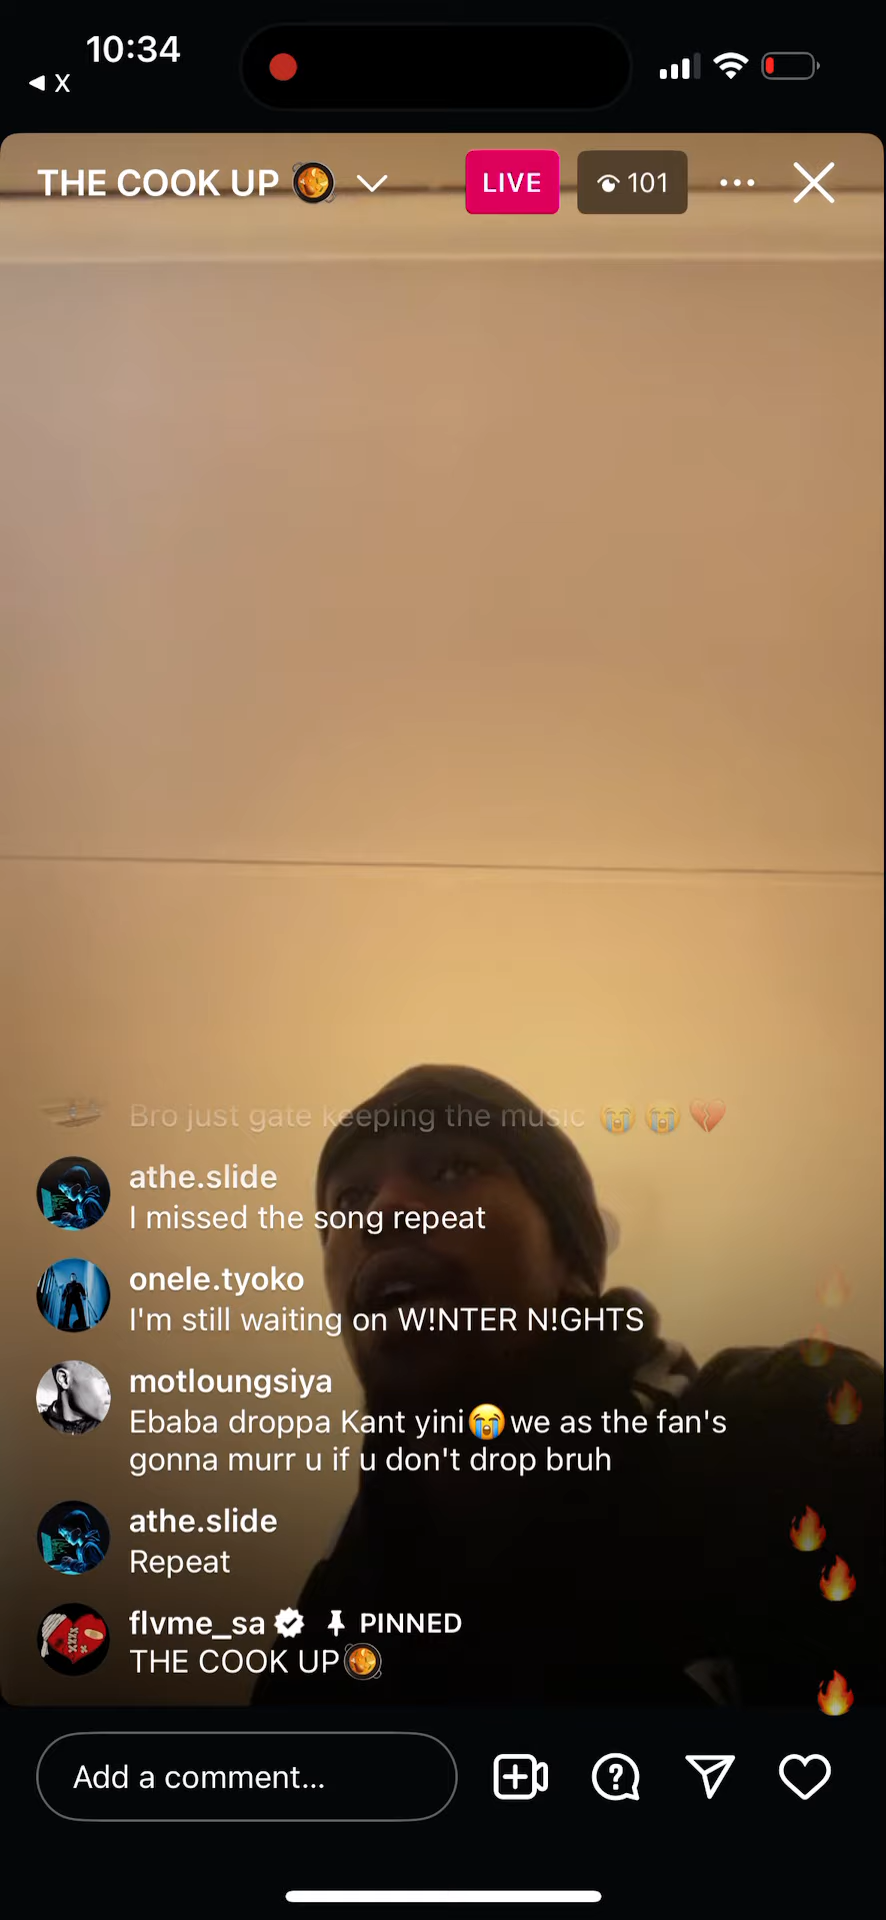 10:34
◀ X
THE COOK UP 🥘
LIVE
101
Bro just gate keeping the music 😭 😭 💔
athe.slide
I missed the song repeat
onele.tyoko
I'm still waiting on W!NTER N!GHTS
motloungsiya
Ebaba droppa Kant yini😭we as the fan's
gonna murr u if u don't drop bruh
athe.slide
Repeat
flvme_sa PINNED
THE COOK UP🥘
Add a comment...